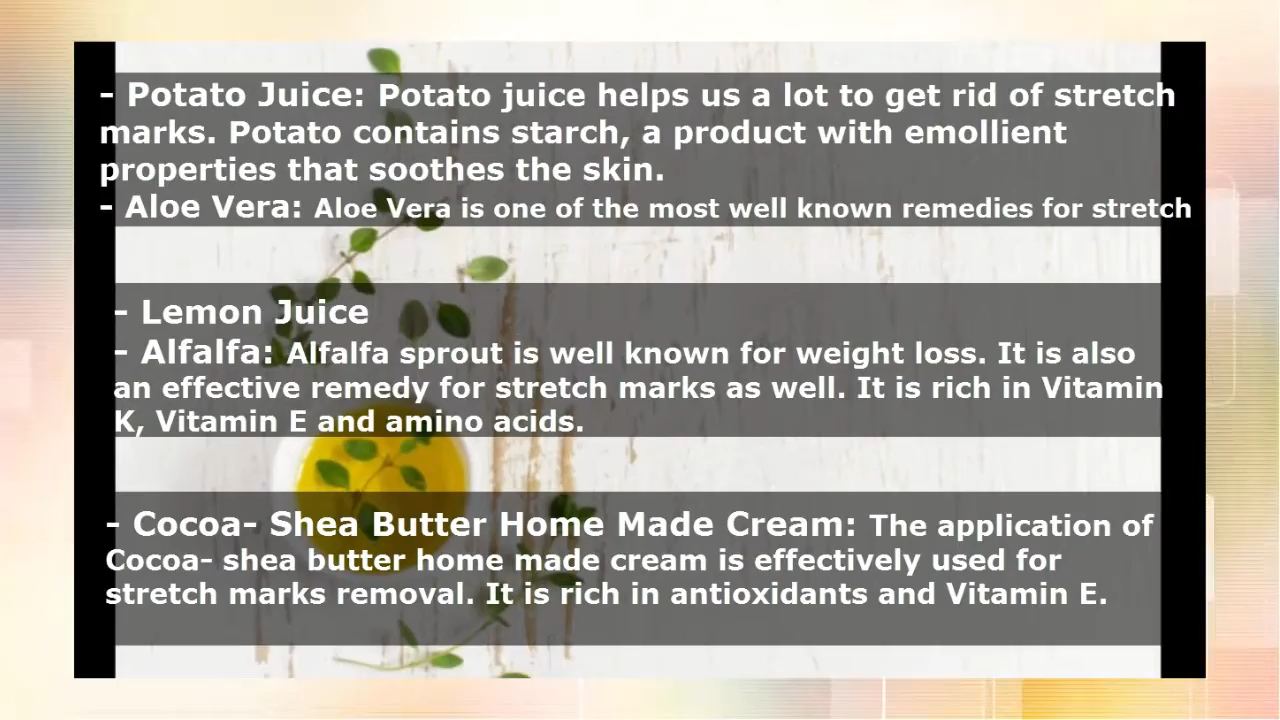 - Potato Juice: Potato juice helps us a lot to get rid of stretch
marks. Potato contains starch, a product with emollient
properties that soothes the skin.
- Aloe Vera: Aloe Vera is one of the most well known remedies for stretch
- Lemon Juice
- Alfalfa: Alfalfa sprout is well known for weight loss. It is also
an effective remedy for stretch marks as well. It is rich in Vitamin
K, Vitamin E and amino acids.
- Cocoa- Shea Butter Home Made Cream: The application of
Cocoa- shea butter home made cream is effectively used for
stretch marks removal. It is rich in antioxidants and Vitamin E.